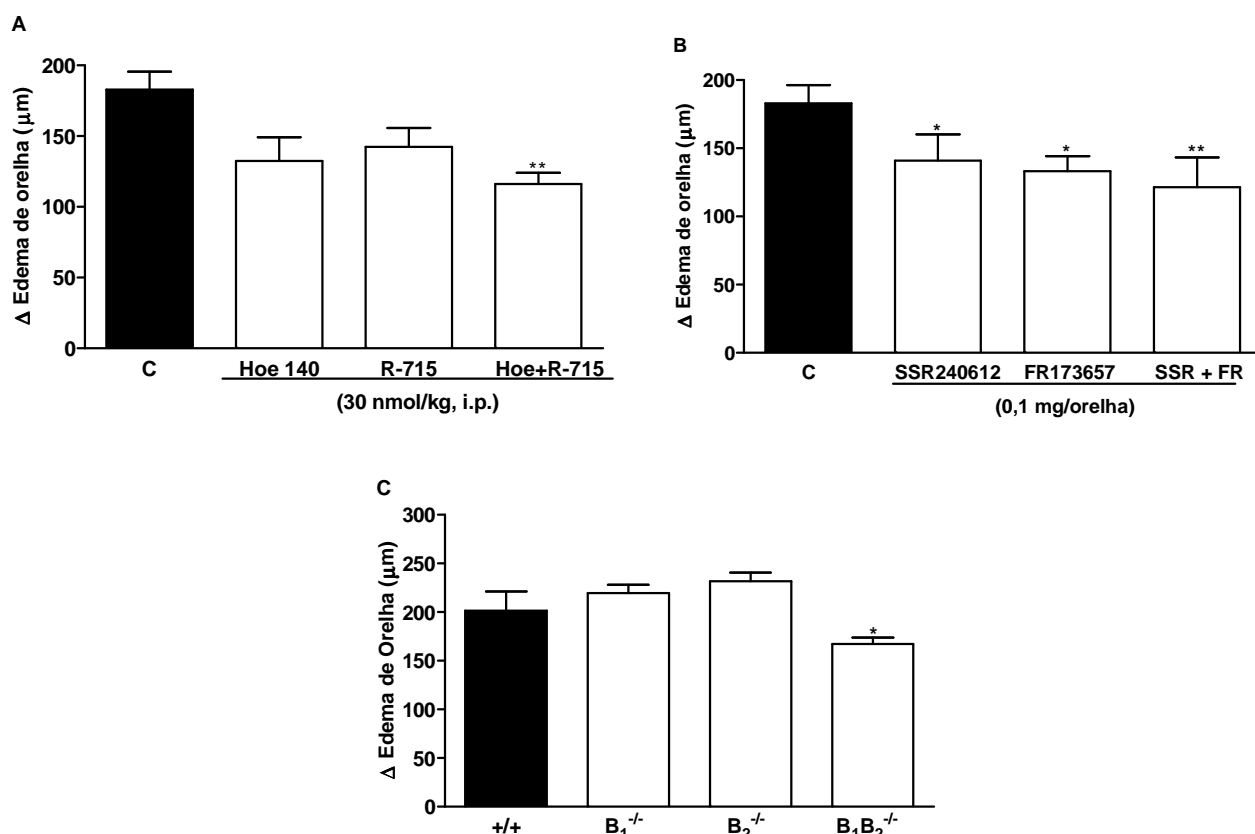 A
Δ Edema de orelha (μm)
200
150
100
50
0
**
C Hoe 140 R-715 Hoe+R-715
(30 nmol/kg, i.p.)
B
Δ Edema de orelha (μm)
200
150
100
50
0
* * **
C SSR240612 FR173657 SSR + FR
(0,1 mg/orelha)
C
Δ Edema de Orelha (μm)
300
250
200
150
100
50
0
*
+/+ B₁⁻/⁻ B₂⁻/⁻ B₁B₂⁻/⁻